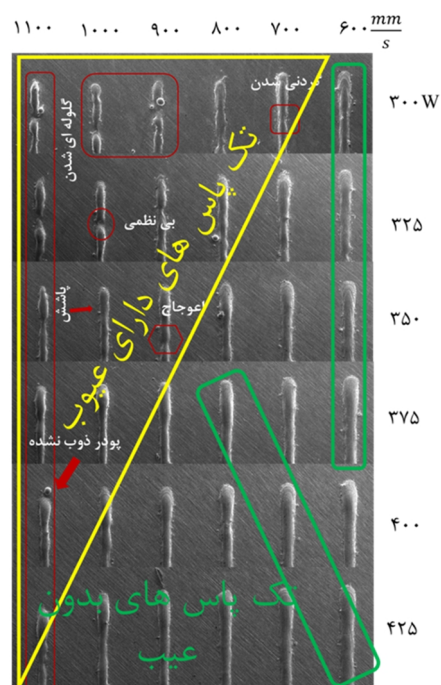 ۱۱۰۰ ۱۰۰۰ ۹۰۰ ۸۰۰ ۷۰۰ ۶۰۰ mm/s
۳۰۰W
گردنی شدن
گلوله ای شدن
تک پاس های دارای عیوب
۳۲۵
بی نظمی
۳۵۰
پاشش
اعوجاج
۳۷۵
پودر ذوب نشده
۴۰۰
تک پاس های بدون
عیب
۴۲۵